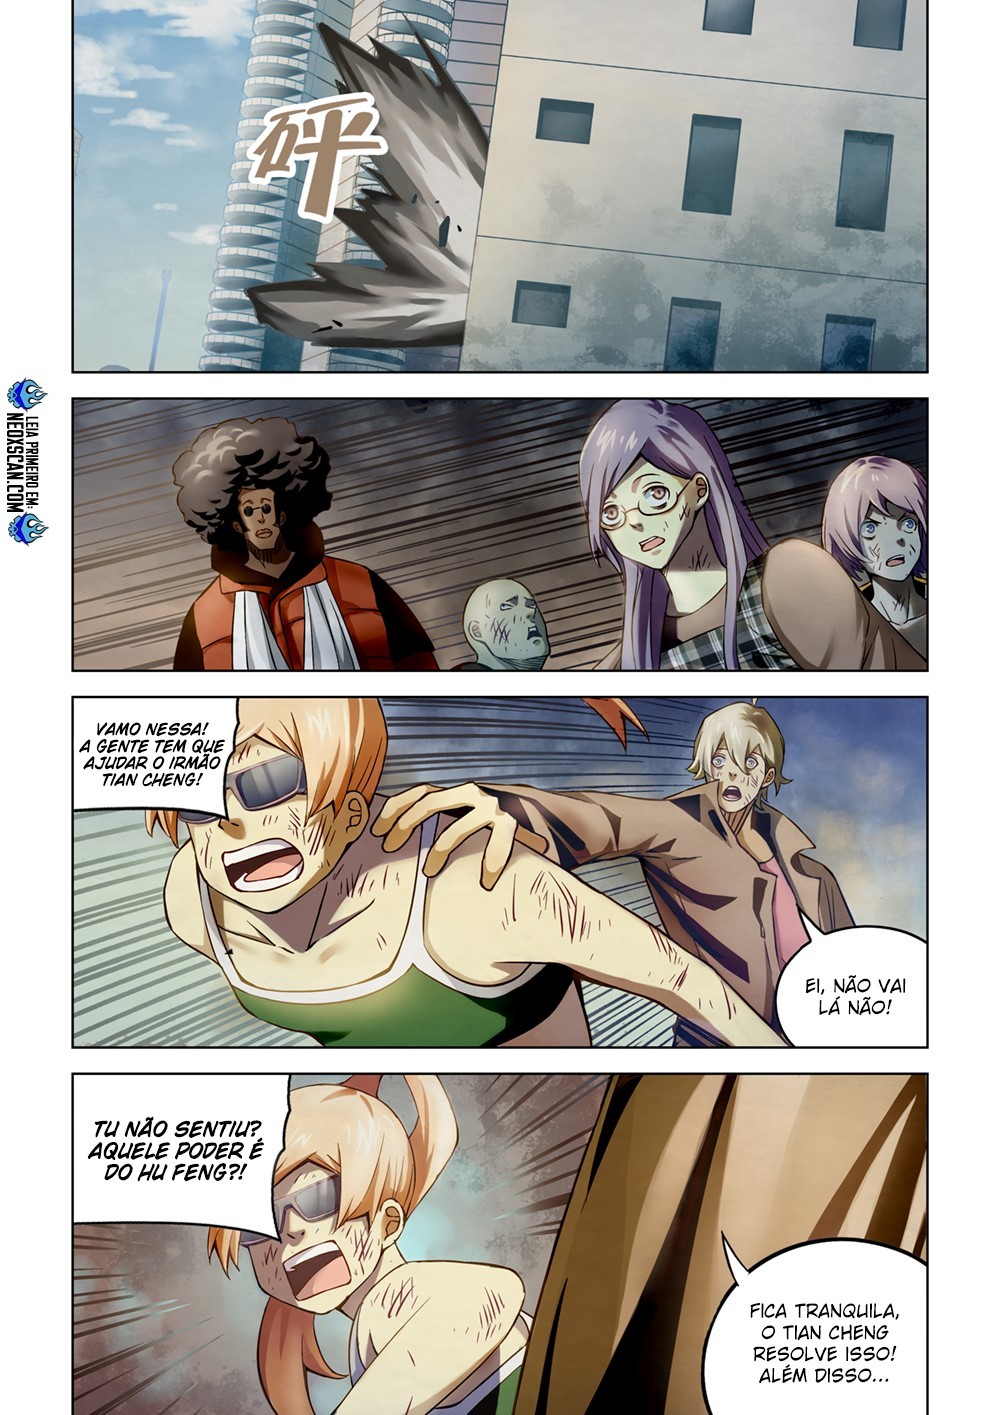 砰
LEIA PRIMEIRO EM:
NEOXSCAN.COM
VAMO NESSA!
A GENTE TEM QUE
AJUDAR O IRMÃO
TIAN CHENG!
EI, NÃO VAI
LÁ NÃO!
TU NÃO SENTIU?
AQUELE PODER É
DO HU FENG?!
FICA TRANQUILA,
O TIAN CHENG
RESOLVE ISSO!
ALÉM DISSO...